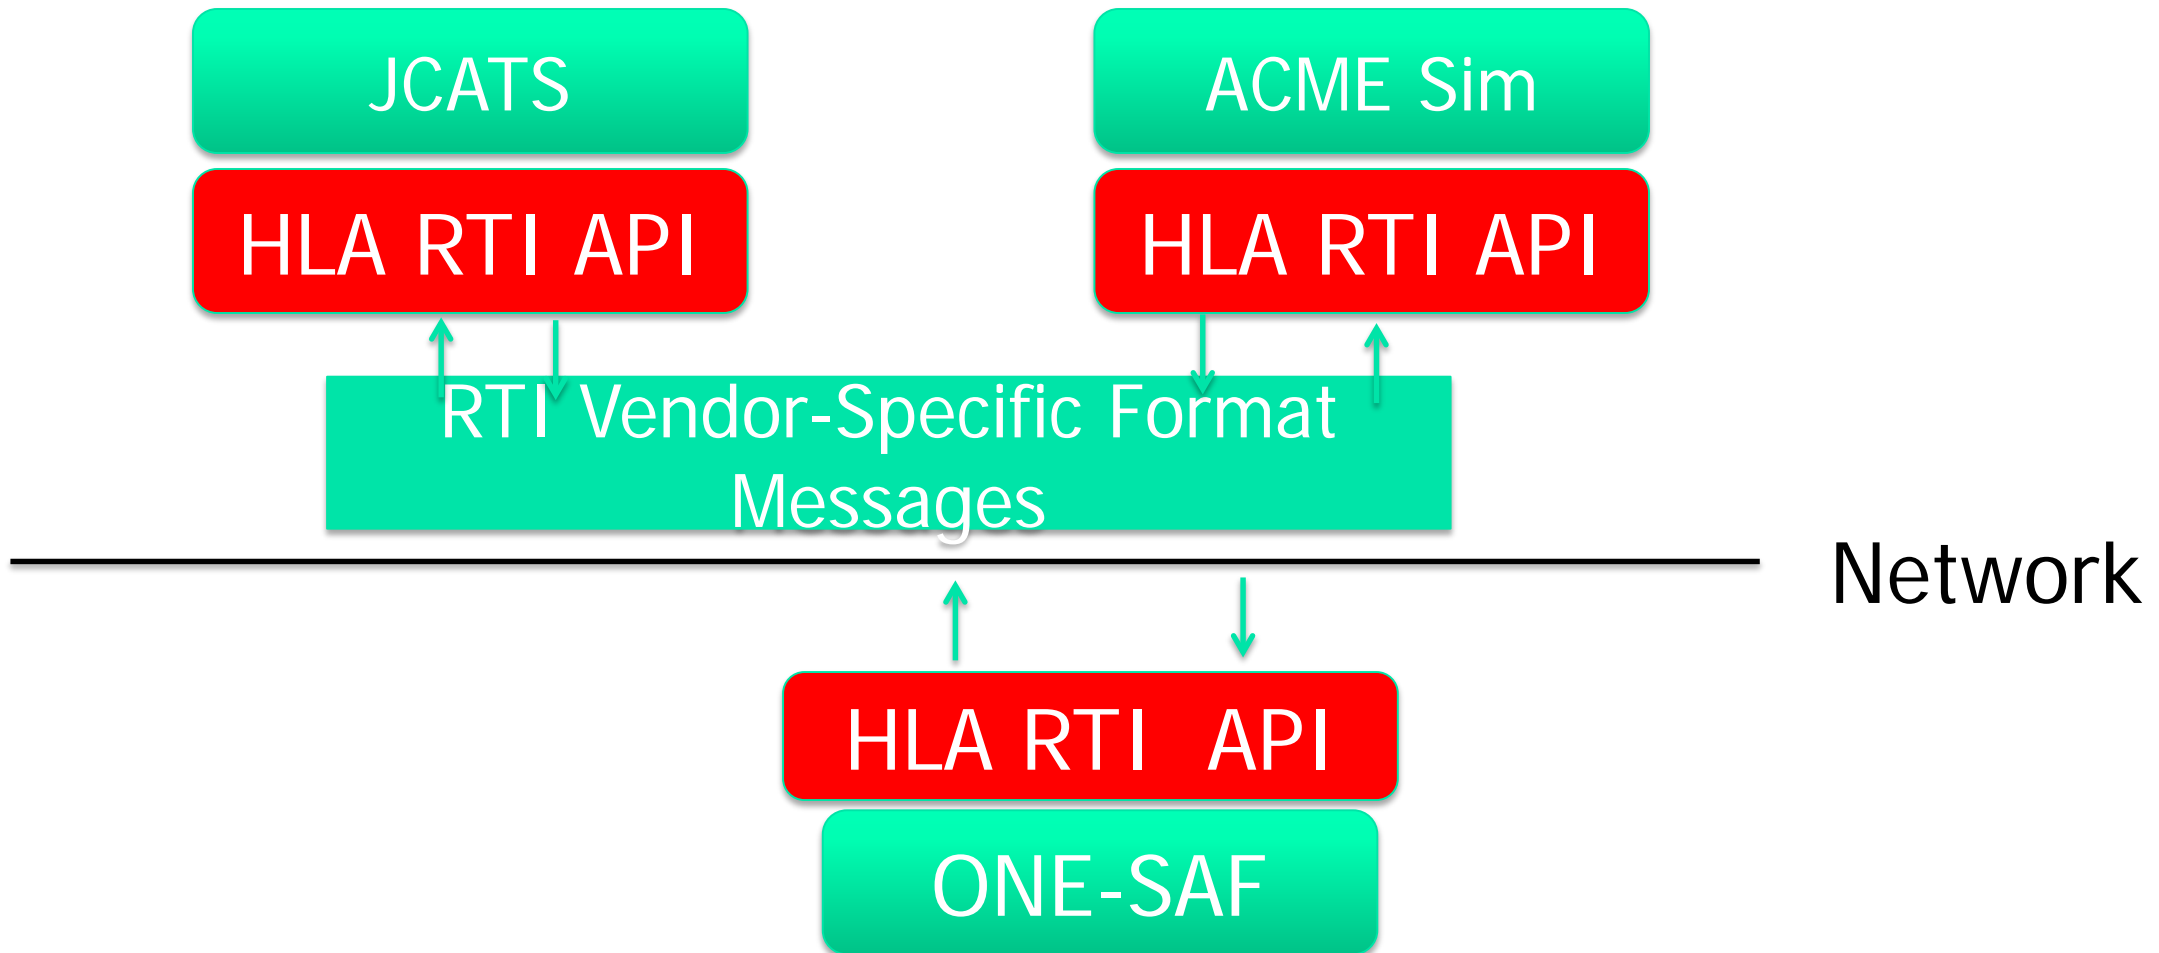 JCATS
ACME Sim
HLA RTI API
HLA RTI API
RTI Vendor-Specific Format
Messages
Network
HLA RTI API
ONE-SAF